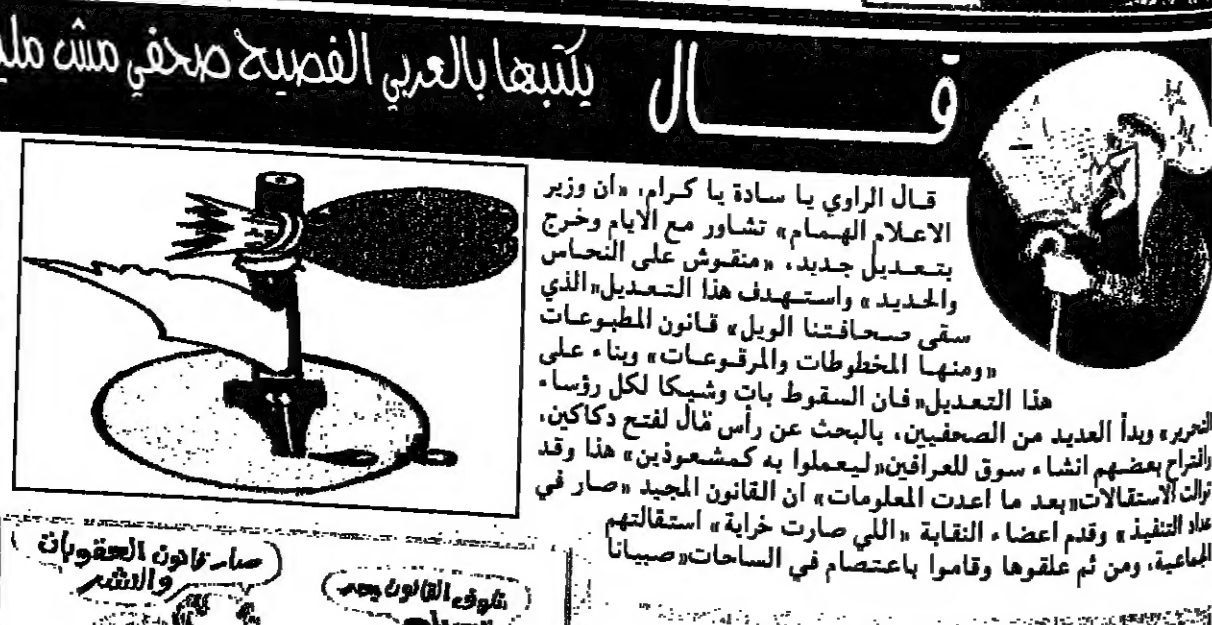 قال يكتبها بالعربي الفصيح صحفي مش
قال الراوي يا سادة يا كرام، «ان وزير
الاعلام الهمام» تشاور مع الايام وخرج
بتعديل جديد، «منقوش على النحاس
والحديد» واستهدف هذا التعديل«الذي
سقى صحافتنا الويل» قانون المطبوعات
«ومنها المخطوطات والمرقوعات» وبناء على
هذا التعديل«فان السقوط بات وشيكا لكل رؤساء
التحرير» وبدأ العديد من الصحفيين، بالبحث عن رأس مال لفتح دكاكين،
واقتراح بعضهم انشاء سوق للعرافين«ليعملوا به كمشعوذين» هذا وقد
توالت الاستقالات«بعد ما اعدت المعلومات» ان القانون المجيد «صار في
عداد التنفيذ» وقدم اعضاء النقابة «اللي صارت خرابة» استقالتهم
الجماعية، ومن ثم علقوها وقاموا باعتصام في الساحات«صبيانا
صار قانون العقوبات
والنشر
شوف القانون